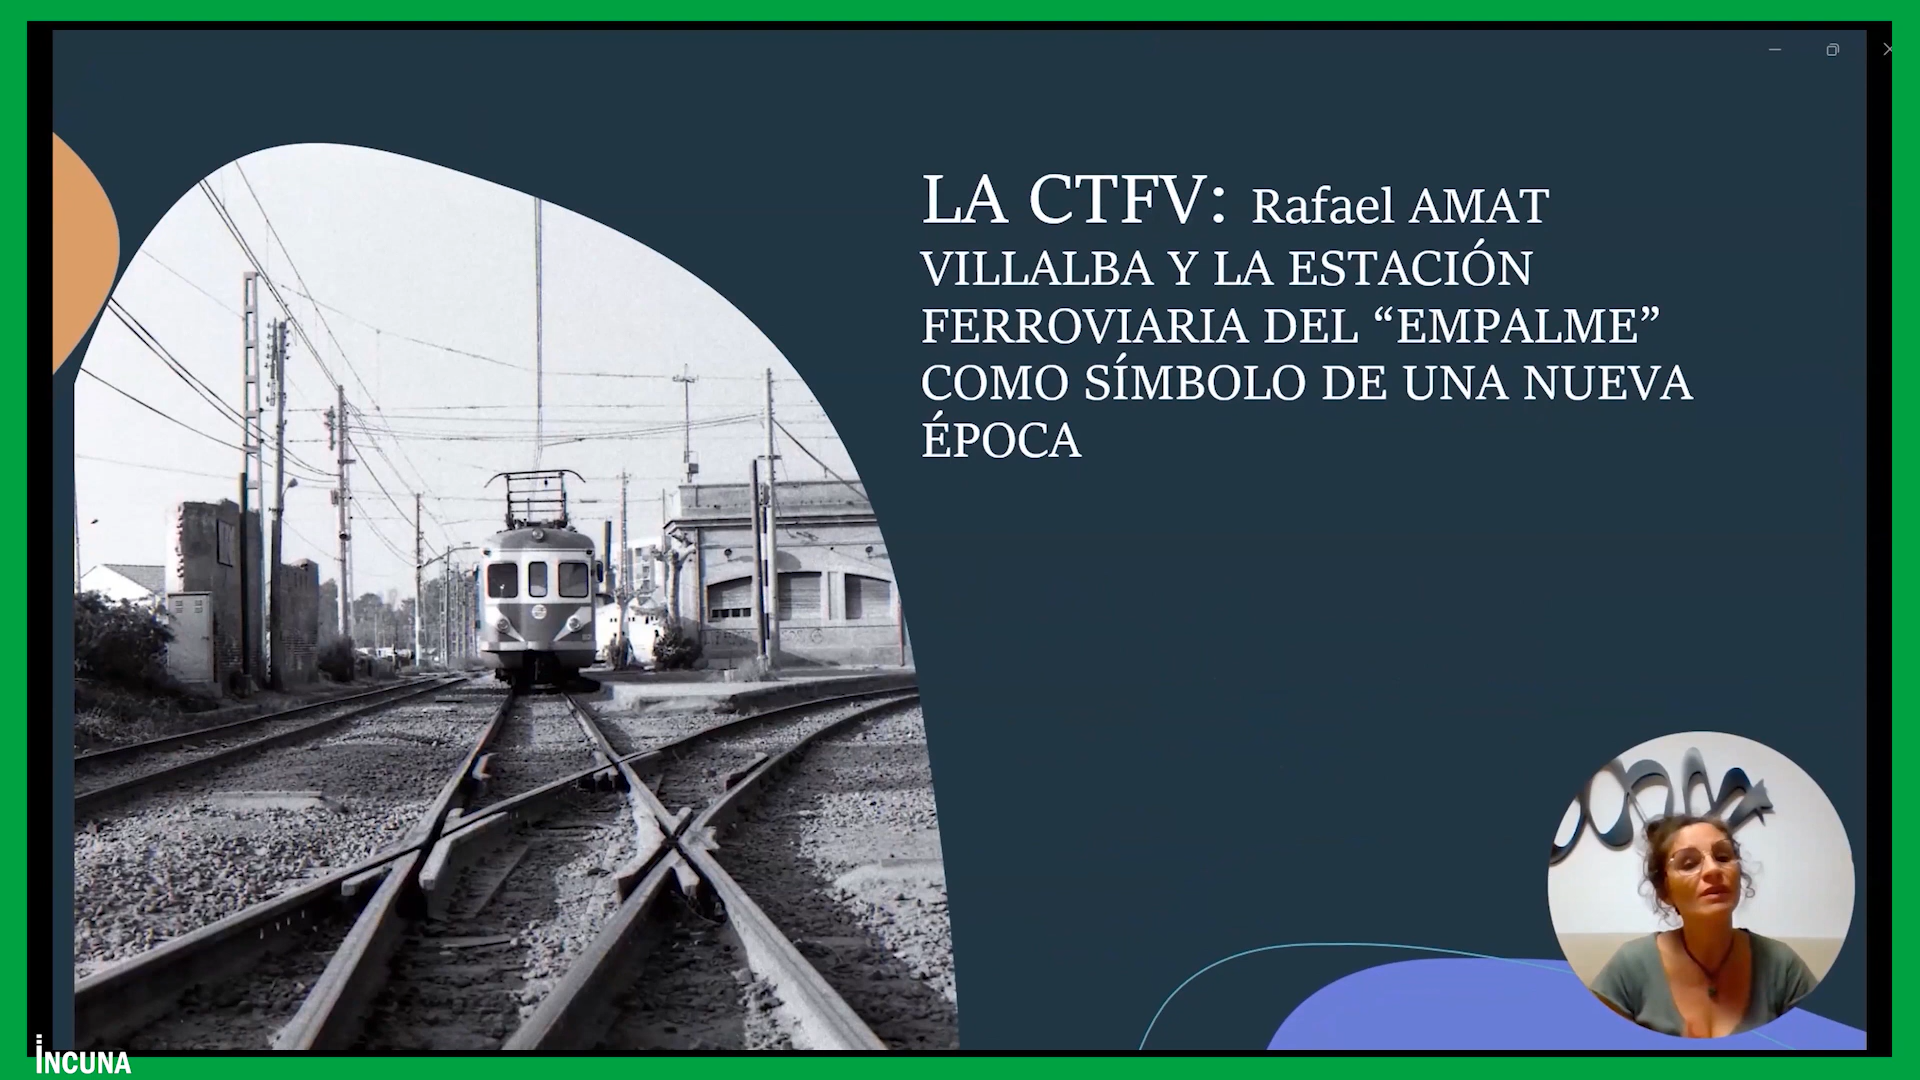 LA CTFV: Rafael AMAT
VILLALBA Y LA ESTACIÓN
FERROVIARIA DEL “EMPALME”
COMO SÍMBOLO DE UNA NUEVA
ÉPOCA
INCUNA